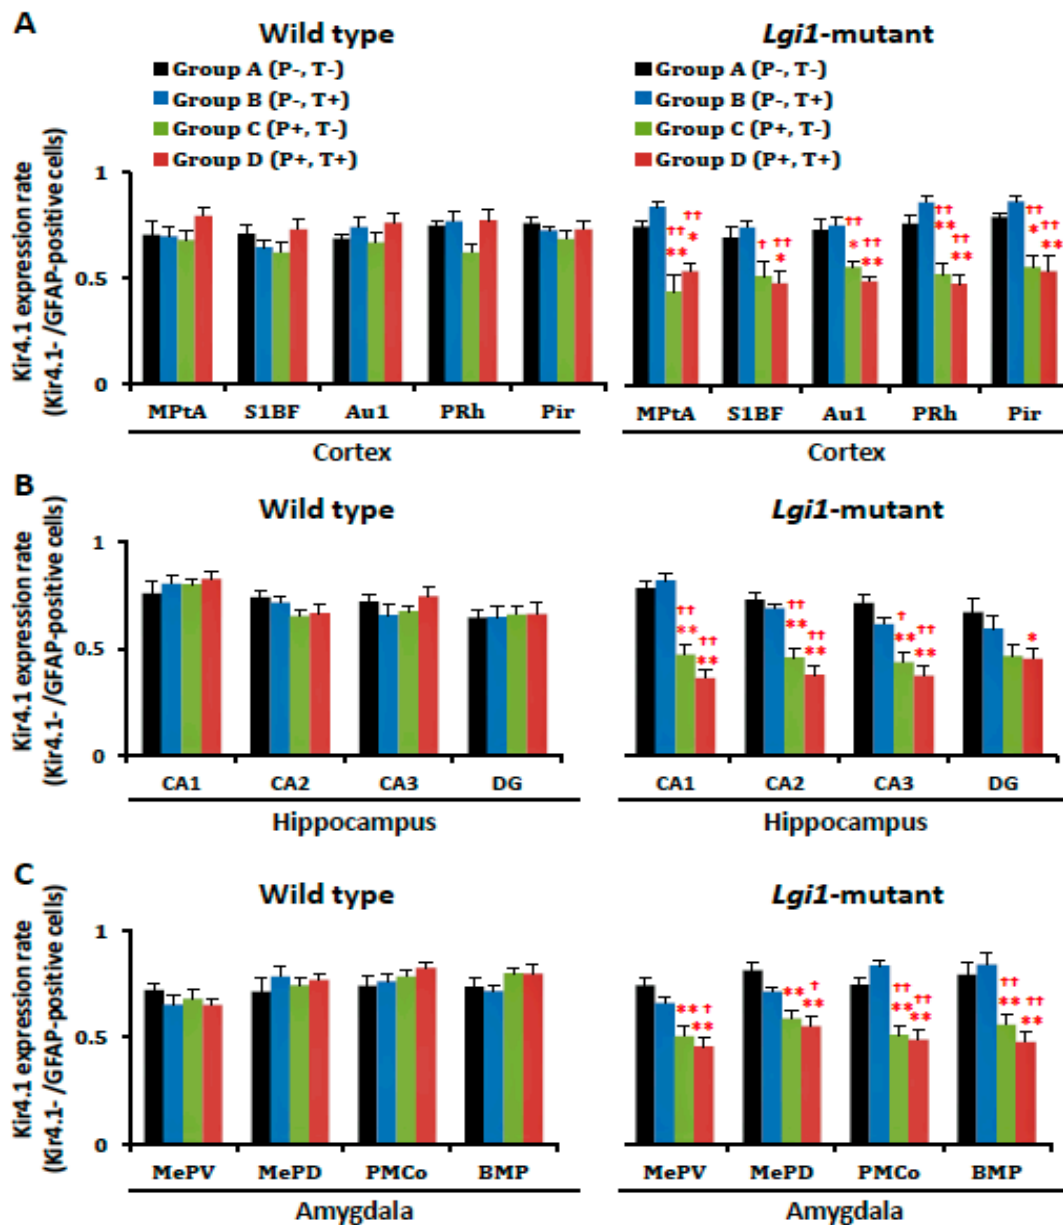 A
Wild type
Lgi1-mutant
Group A (P-, T-)
Group B (P-, T+)
Group C (P+, T-)
Group D (P+, T+)
Group A (P-, T-)
Group B (P-, T+)
Group C (P+, T-)
Group D (P+, T+)
Kir4.1 expression rate
(Kir4.1- /GFAP-positive cells)
1
0.5
0
1
0.5
0
†† ** †† * † †† * †† * †† ** †† ** †† ** †† * †† **
MPtA S1BF Au1 PRh Pir
Cortex
MPtA S1BF Au1 PRh Pir
Cortex
B
Wild type
Lgi1-mutant
Kir4.1 expression rate
(Kir4.1- /GFAP-positive cells)
1
0.5
0
1
0.5
0
†† ** †† ** †† ** †† ** † ** †† ** *
CA1 CA2 CA3 DG
Hippocampus
CA1 CA2 CA3 DG
Hippocampus
C
Wild type
Lgi1-mutant
Kir4.1 expression rate
(Kir4.1- /GFAP-positive cells)
1
0.5
0
1
0.5
0
** † ** ** † ** †† ** †† ** †† ** †† **
MePV MePD PMCo BMP
Amygdala
MePV MePD PMCo BMP
Amygdala